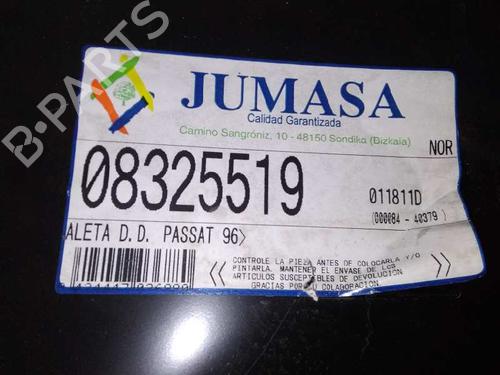 JUMASA
Calidad Garantizada
Camino Sangróniz, 10 - 48150 Sondika (Bizkaia)
NOR
08325519
011811D
(000084 - 40379 )
ALETA D.D. PASSAT 96>
CONTROLE LA PIEZA ANTES DE COLOCARLA Y/O
PINTARLA. MANTENER EL ENVASE DE LOS
ARTICULOS SUSCEPTIBLES DE DEVOLUCION
GRACIAS POR SU COLABORACION.
B-PARTS